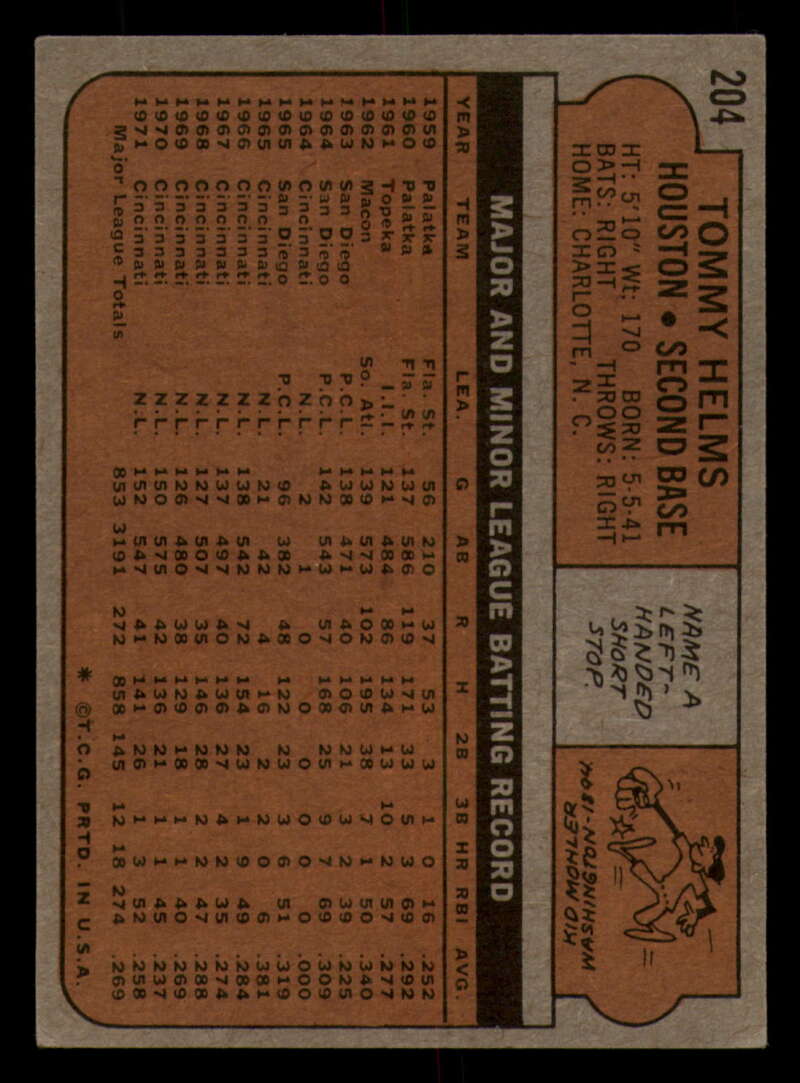 204
TOMMY HELMS
HOUSTON • SECOND BASE
HT: 5'10" Wt: 170 BORN: 5-5-41
BATS: RIGHT THROWS: RIGHT
HOME: CHARLOTTE, N. C.
NAME A
LEFT-
HANDED
SHORT
STOP.
KID MOHLER
WASHINGTON-1894
MAJOR AND MINOR LEAGUE BATTING RECORD
YEAR TEAM LEA. G AB R H 2B 3B HR RBI AVG.
1959 Palatka Fla. St. 56 210 37 53 3 1 0 16 .252
1960 Palatka Fla. St. 137 586 119 171 33 5 3 69 .292
1961 Topeka I.I.I. 121 484 86 134 13 10 2 57 .277
1962 Macon So. Atl. 139 573 102 195 38 7 1 50 .340
1963 San Diego P.C.L. 138 471 40 106 21 3 2 39 .225
1964 San Diego P.C.L. 142 543 57 168 25 9 7 69 .309
1964 Cincinnati N.L. 2 1 0 0 0 0 0 0 .000
1965 San Diego P.C.L. 96 382 48 122 23 3 6 51 .319
1965 Cincinnati N.L. 21 42 4 16 2 2 0 6 .381
1966 Cincinnati N.L. 138 542 72 154 23 1 9 49 .284
1967 Cincinnati N.L. 137 497 40 136 27 4 2 35 .274
1968 Cincinnati N.L. 127 507 35 146 28 2 2 47 .288
1969 Cincinnati N.L. 126 480 38 129 18 1 1 40 .269
1970 Cincinnati N.L. 150 575 42 136 21 1 1 45 .237
1971 Cincinnati N.L. 152 547 41 141 26 1 3 52 .258
Major League Totals 853 3191 272 858 145 12 18 274 .269
* ©T.C.G. PRTD. IN U.S.A.